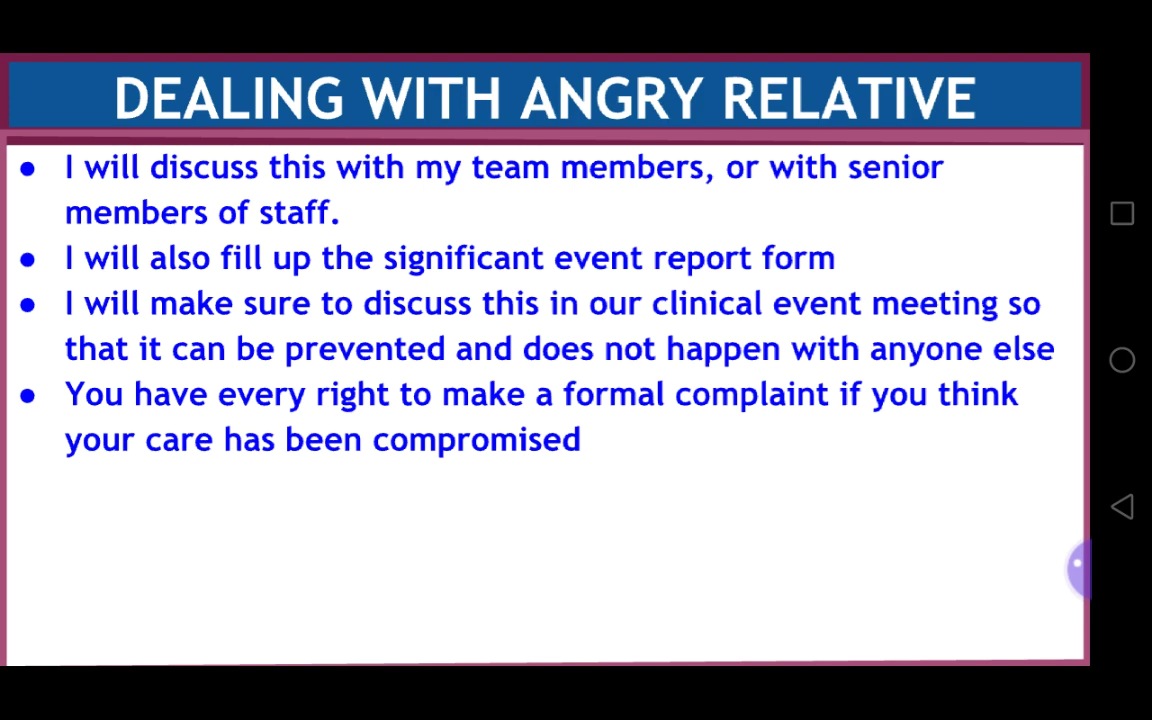 DEALING WITH ANGRY RELATIVE
● I will discuss this with my team members, or with senior
members of staff.
● I will also fill up the significant event report form
● I will make sure to discuss this in our clinical event meeting so
that it can be prevented and does not happen with anyone else
● You have every right to make a formal complaint if you think
your care has been compromised